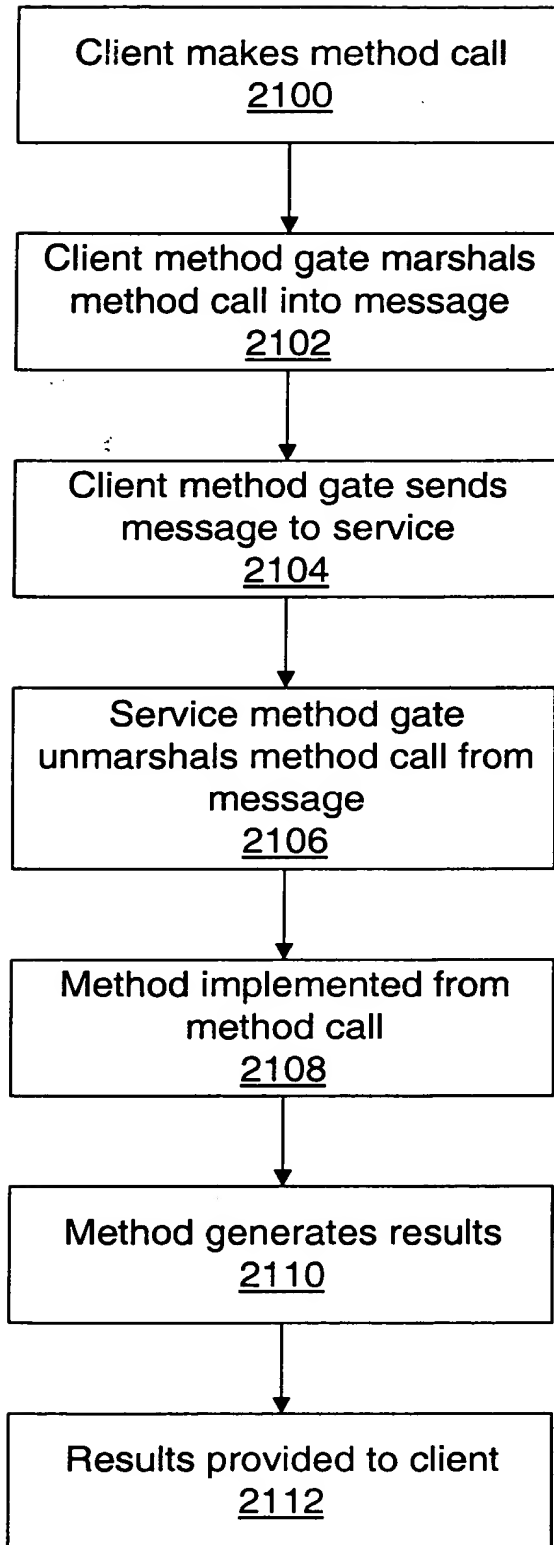 Client makes method call
2100
Client method gate marshals
method call into message
2102
Client method gate sends
message to service
2104
Service method gate
unmarshals method call from
message
2106
Method implemented from
method call
2108
Method generates results
2110
Results provided to client
2112